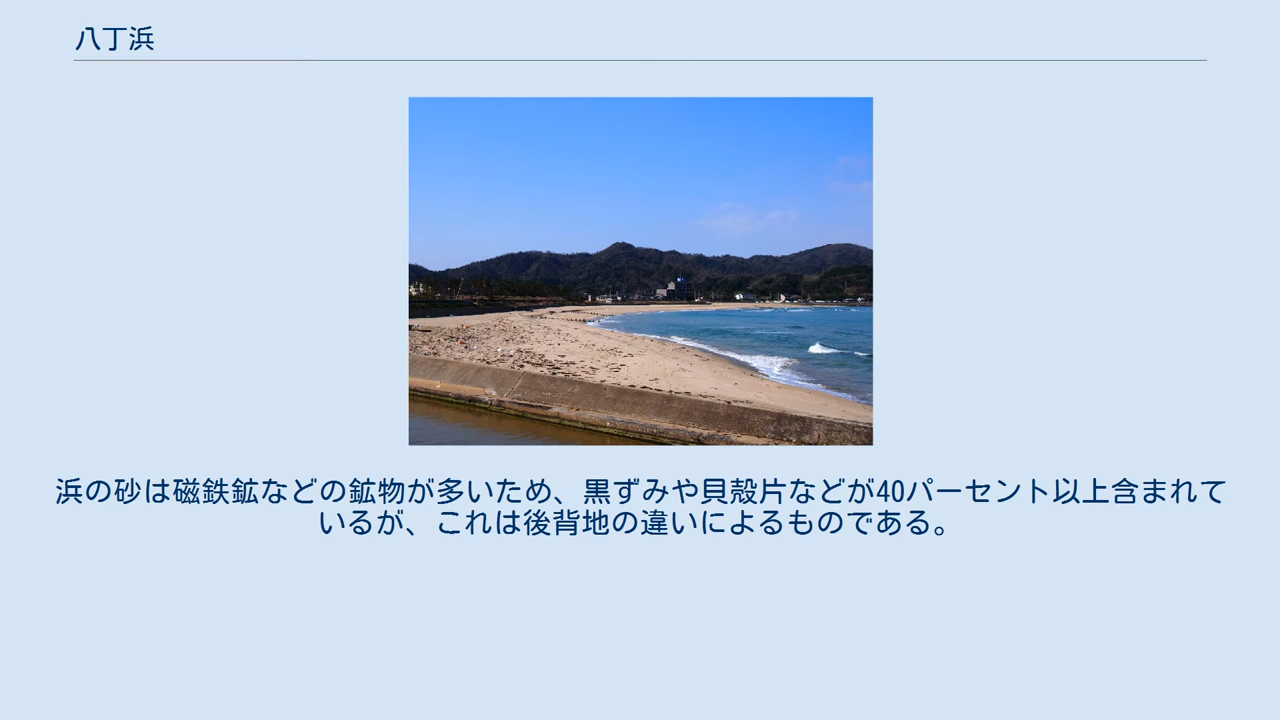 八丁浜
浜の砂は磁鉄鉱などの鉱物が多いため、黒ずみや貝殻片などが40パーセント以上含まれて
いるが、これは後背地の違いによるものである。